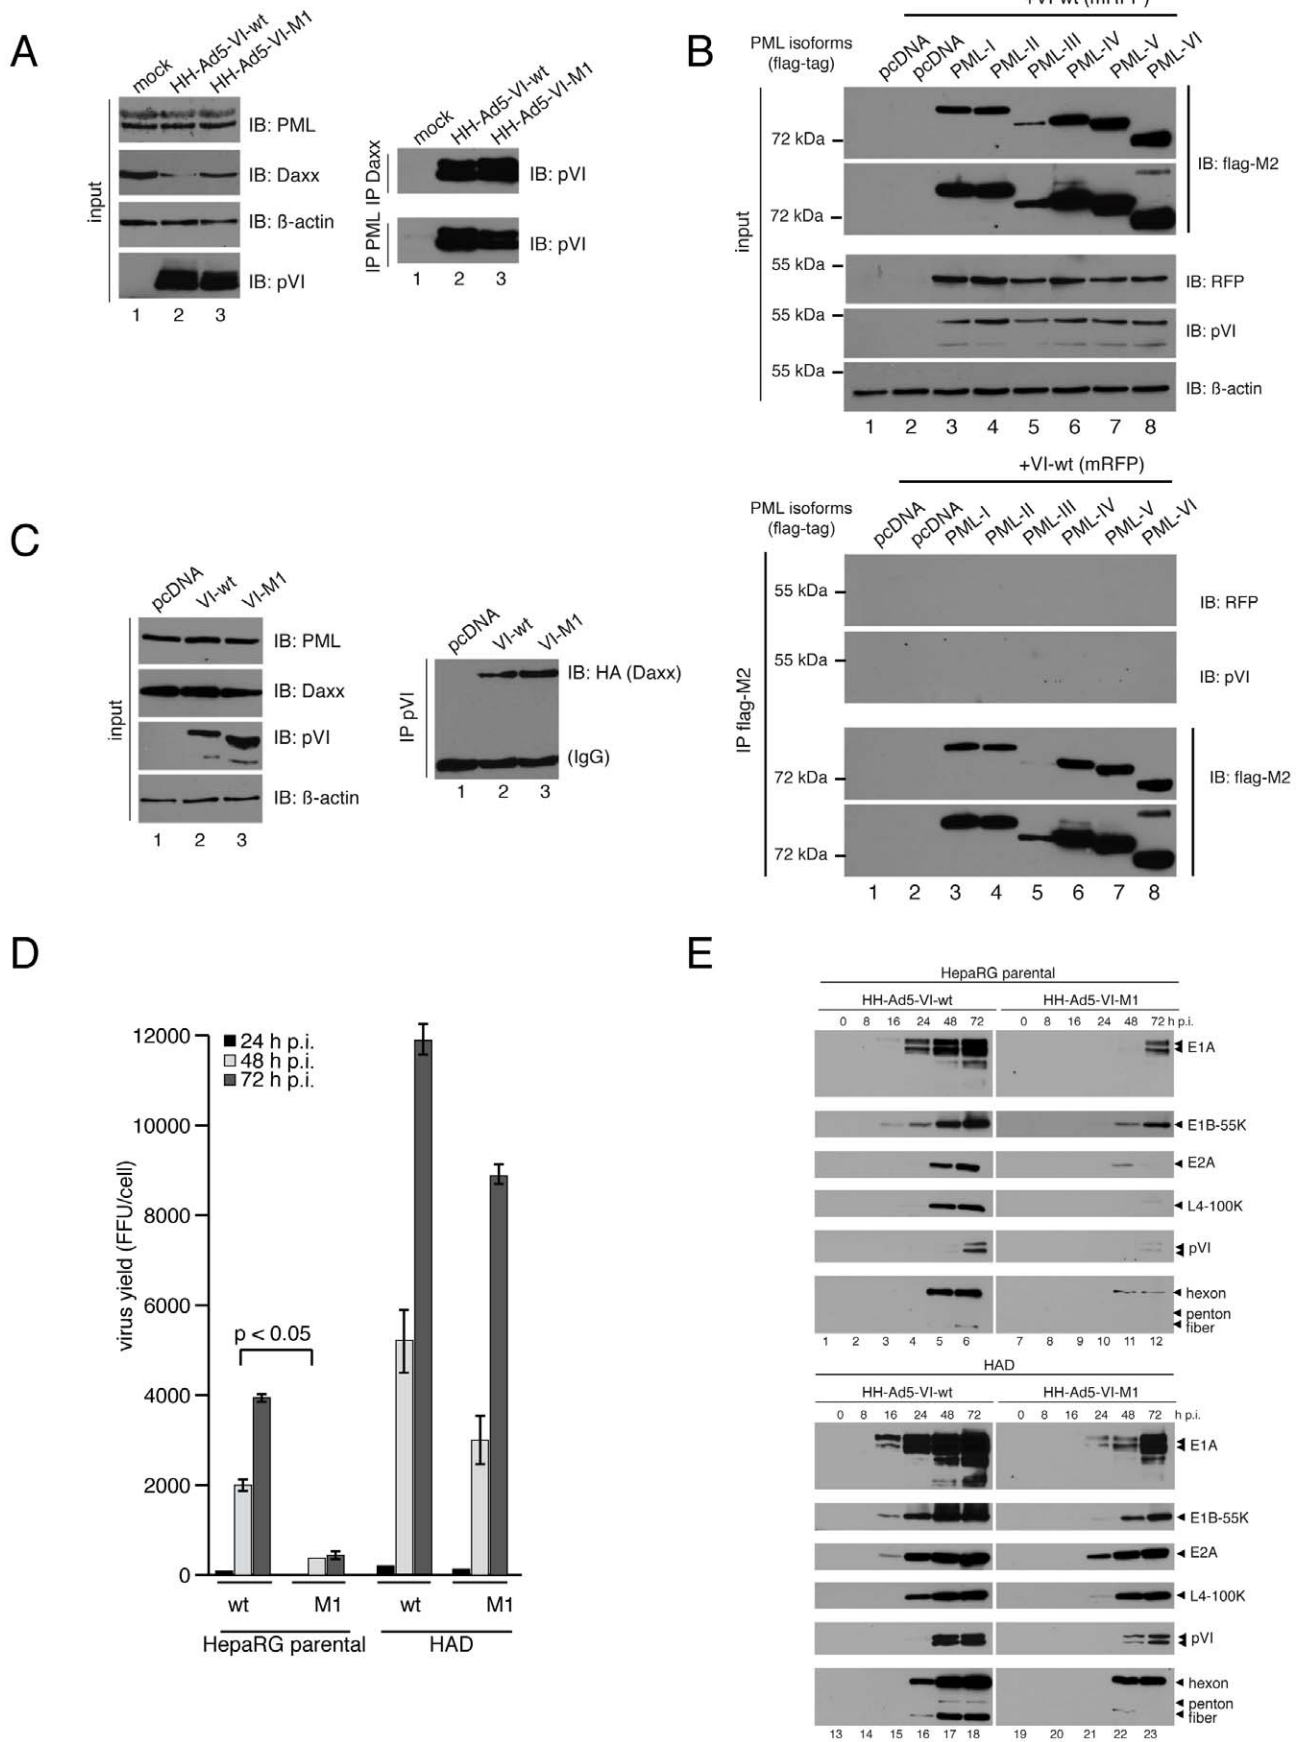 A
mock
HH-Ad5-VI-wt
HH-Ad5-VI-M1
input
IB: PML
IB: Daxx
IB: ß-actin
IB: pVI
1 2 3
mock
HH-Ad5-VI-wt
HH-Ad5-VI-M1
IP Daxx
IB: pVI
IP PML
IB: pVI
1 2 3
B
+VI-wt (mRFP)
PML isoforms
(flag-tag)
pcDNA
pcDNA
PML-I
PML-II
PML-III
PML-IV
PML-V
PML-VI
input
72 kDa
IB: flag-M2
72 kDa
55 kDa
IB: RFP
55 kDa
IB: pVI
55 kDa
IB: ß-actin
1 2 3 4 5 6 7 8
+VI-wt (mRFP)
PML isoforms
(flag-tag)
pcDNA
pcDNA
PML-I
PML-II
PML-III
PML-IV
PML-V
PML-VI
IP flag-M2
55 kDa
IB: RFP
55 kDa
IB: pVI
72 kDa
IB: flag-M2
72 kDa
1 2 3 4 5 6 7 8
C
pcDNA
VI-wt
VI-M1
input
IB: PML
IB: Daxx
IB: pVI
IB: ß-actin
1 2 3
pcDNA
VI-wt
VI-M1
IP pVI
IB: HA (Daxx)
(IgG)
1 2 3
D
virus yield (FFU/cell)
12000
10000
8000
6000
4000
2000
0
24 h p.i.
48 h p.i.
72 h p.i.
p < 0.05
wt M1 wt M1
HepaRG parental HAD
E
HepaRG parental
HH-Ad5-VI-wt HH-Ad5-VI-M1
0 8 16 24 48 72 0 8 16 24 48 72 h p.i.
E1A
E1B-55K
E2A
L4-100K
pVI
hexon
penton
fiber
1 2 3 4 5 6 7 8 9 10 11 12
HAD
HH-Ad5-VI-wt HH-Ad5-VI-M1
0 8 16 24 48 72 0 8 16 24 48 72 h p.i.
E1A
E1B-55K
E2A
L4-100K
pVI
hexon
penton
fiber
13 14 15 16 17 18 19 20 21 22 23